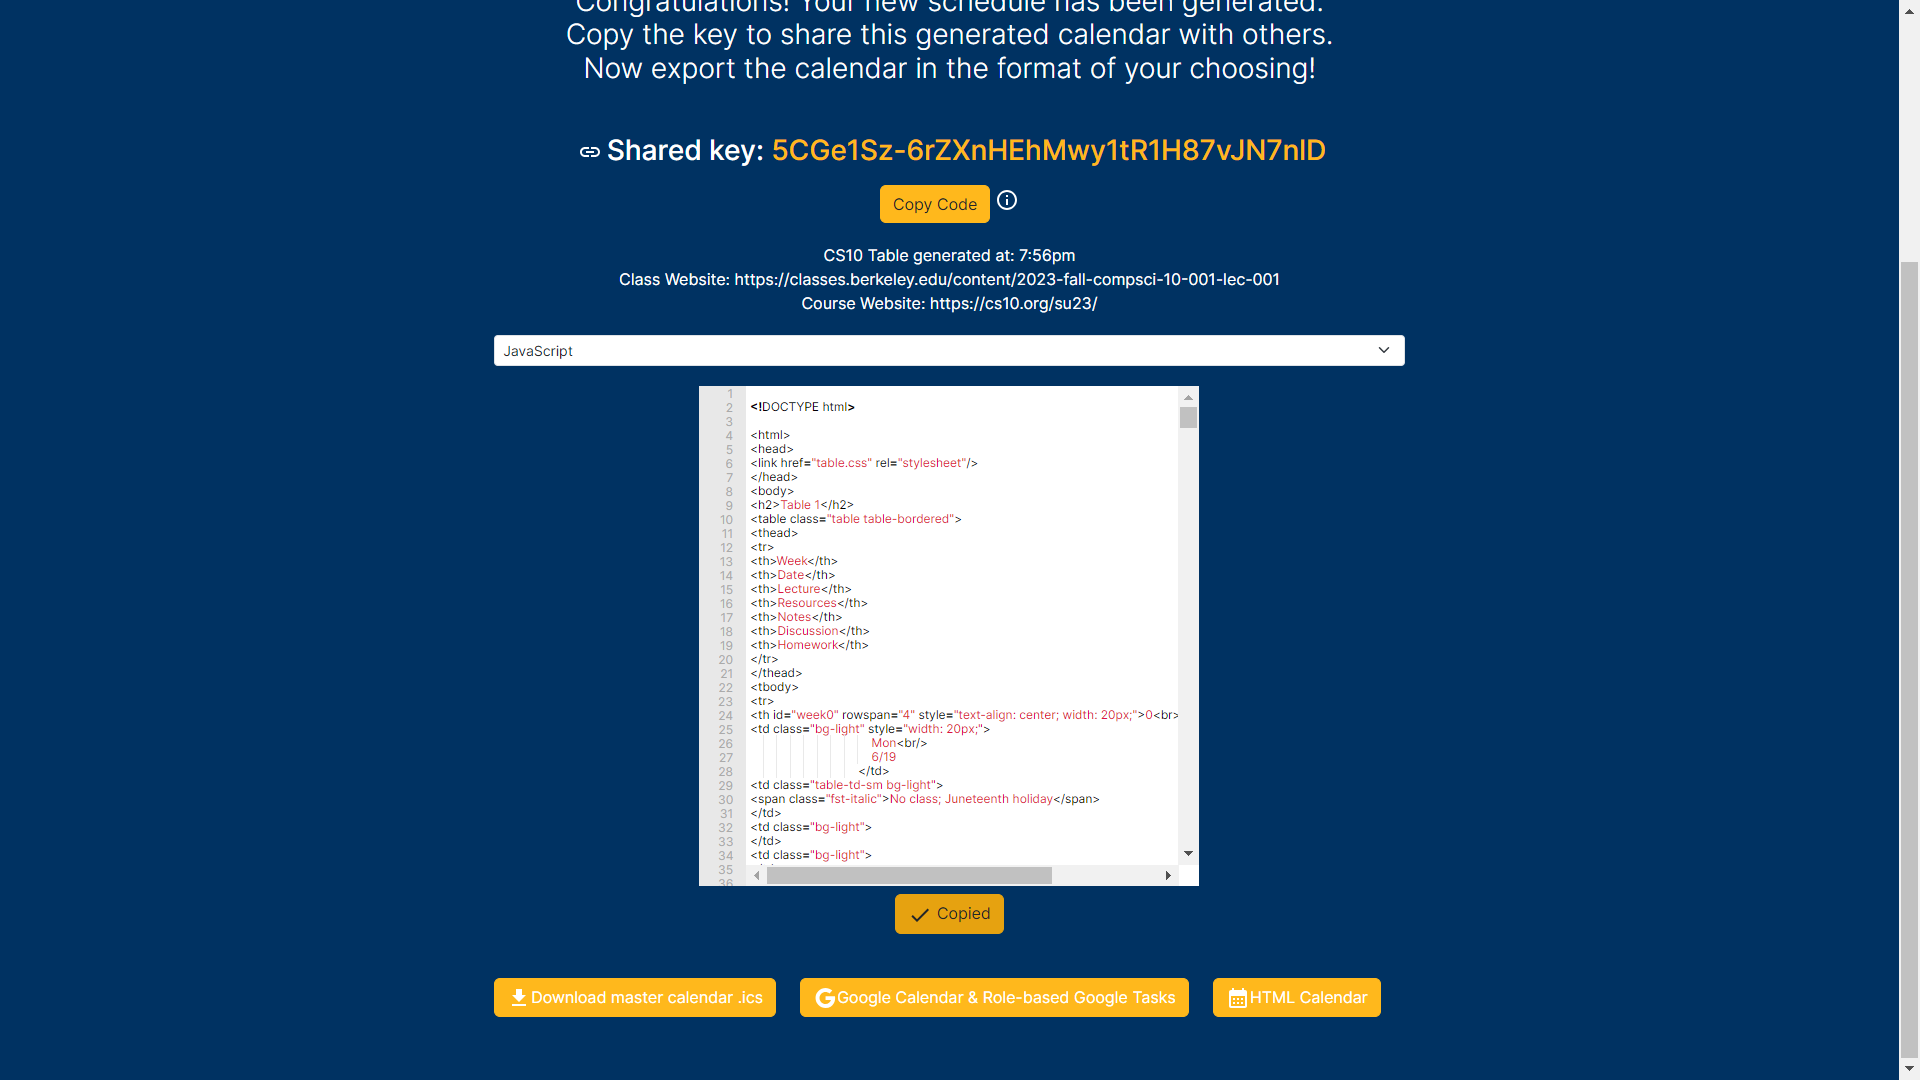 Congratulations! Your new schedule has been generated.
Copy the key to share this generated calendar with others.
Now export the calendar in the format of your choosing!
Shared key: 5CGe1Sz-6rZXnHEhMwy1tR1H87vJN7nlD
Copy Code
CS10 Table generated at: 7:56pm
Class Website: https://classes.berkeley.edu/content/2023-fall-compsci-10-001-lec-001
Course Website: https://cs10.org/su23/
JavaScript
1
2 <!DOCTYPE html>
3
4 <html>
5 <head>
6 <link href="table.css" rel="stylesheet"/>
7 </head>
8 <body>
9 <h2>Table 1</h2>
10 <table class="table table-bordered">
11 <thead>
12 <tr>
13 <th>Week</th>
14 <th>Date</th>
15 <th>Lecture</th>
16 <th>Resources</th>
17 <th>Notes</th>
18 <th>Discussion</th>
19 <th>Homework</th>
20 </tr>
21 </thead>
22 <tbody>
23 <tr>
24 <th id="week0" rowspan="4" style="text-align: center; width: 20px;">0<br>
25 <td class="bg-light" style="width: 20px;">
26 Mon<br/>
27 6/19
28 </td>
29 <td class="table-td-sm bg-light">
30 <span class="fst-italic">No class; Juneteenth holiday</span>
31 </td>
32 <td class="bg-light">
33 </td>
34 <td class="bg-light">
35
36
Copied
Download master calendar .ics
Google Calendar & Role-based Google Tasks
HTML Calendar